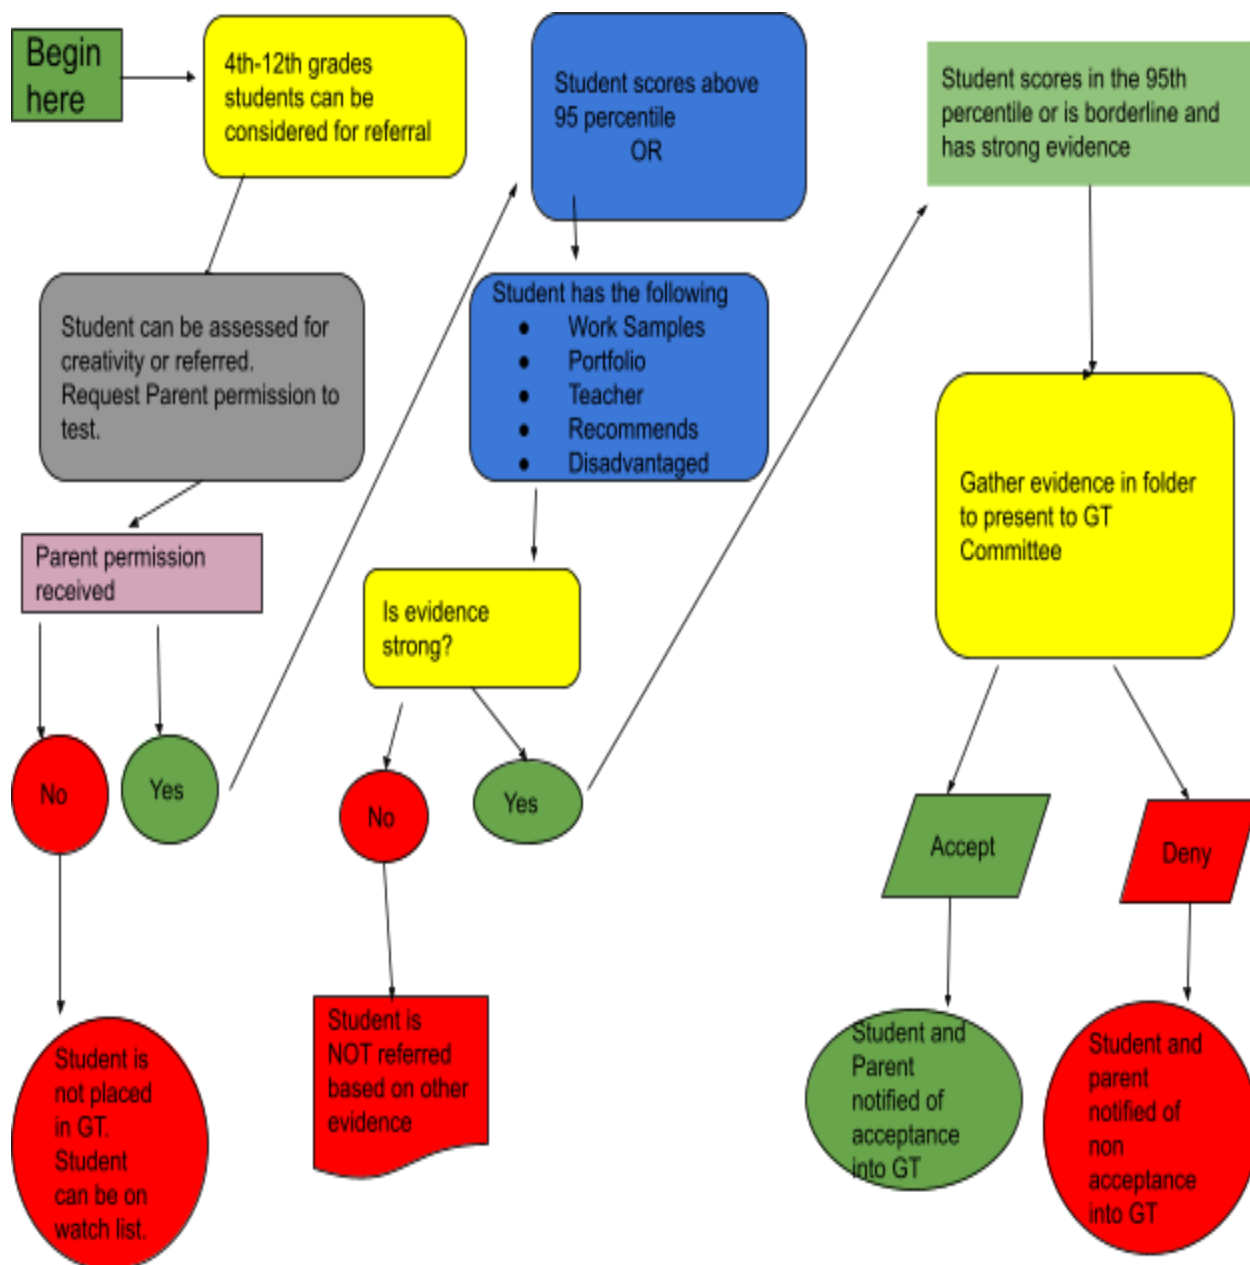 Begin
here
4th-12th grades
students can be
considered for referral
Student can be assessed for
creativity or referred.
Request Parent permission to
test.
Parent permission
received
No
Yes
Student is
not placed
in GT.
Student
can be on
watch list.
Student scores above
95 percentile
OR
Student has the following
● Work Samples
● Portfolio
● Teacher
● Recommends
● Disadvantaged
Is evidence
strong?
No
Yes
Student is
NOT referred
based on other
evidence
Student scores in the 95th
percentile or is borderline and
has strong evidence
Gather evidence in folder
to present to GT
Committee
Accept
Deny
Student and
Parent
notified of
acceptance
into GT
Student and
parent
notified of
non
acceptance
into GT